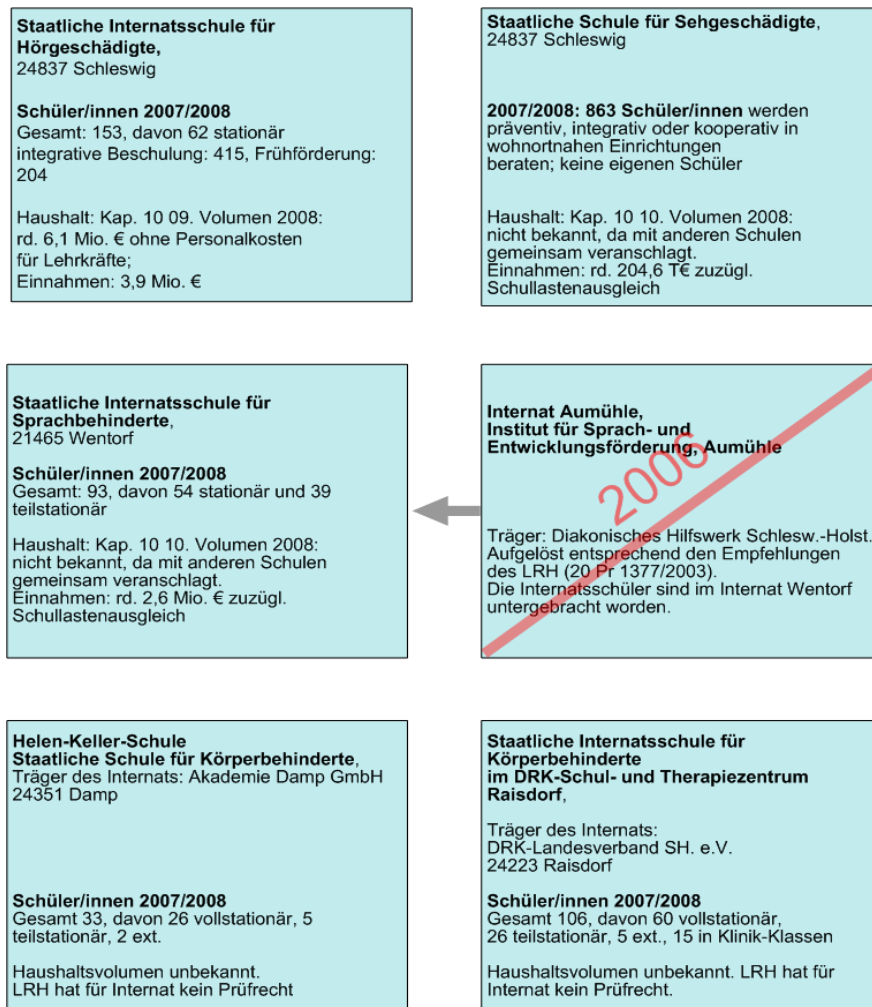 Staatliche Internatsschule für
Hörgeschädigte,
24837 Schleswig
Schüler/innen 2007/2008
Gesamt: 153, davon 62 stationär
integrative Beschulung: 415, Frühförderung:
204
Haushalt: Kap. 10 09. Volumen 2008:
rd. 6,1 Mio. € ohne Personalkosten
für Lehrkräfte;
Einnahmen: 3,9 Mio. €
Staatliche Schule für Sehgeschädigte,
24837 Schleswig
2007/2008: 863 Schüler/innen werden
präventiv, integrativ oder kooperativ in
wohnortnahen Einrichtungen
beraten; keine eigenen Schüler
Haushalt: Kap. 10 10. Volumen 2008:
nicht bekannt, da mit anderen Schulen
gemeinsam veranschlagt.
Einnahmen: rd. 204,6 T€ zuzügl.
Schullastenausgleich
Staatliche Internatsschule für
Sprachbehinderte,
21465 Wentorf
Schüler/innen 2007/2008
Gesamt: 93, davon 54 stationär und 39
teilstationär
Haushalt: Kap. 10 10. Volumen 2008:
nicht bekannt, da mit anderen Schulen
gemeinsam veranschlagt.
Einnahmen: rd. 2,6 Mio. € zuzügl.
Schullastenausgleich
Internat Aumühle,
Institut für Sprach- und
Entwicklungsförderung, Aumühle
2006
Träger: Diakonisches Hilfswerk Schlesw.-Holst.
Aufgelöst entsprechend den Empfehlungen
des LRH (20 Pr 1377/2003).
Die Internatsschüler sind im Internat Wentorf
untergebracht worden.
Helen-Keller-Schule
Staatliche Schule für Körperbehinderte,
Träger des Internats: Akademie Damp GmbH
24351 Damp
Schüler/innen 2007/2008
Gesamt 33, davon 26 vollstationär, 5
teilstationär, 2 ext.
Haushaltsvolumen unbekannt.
LRH hat für Internat kein Prüfrecht
Staatliche Internatsschule für
Körperbehinderte
im DRK-Schul- und Therapiezentrum
Raisdorf,
Träger des Internats:
DRK-Landesverband SH. e.V.
24223 Raisdorf
Schüler/innen 2007/2008
Gesamt 106, davon 60 vollstationär,
26 teilstationär, 5 ext., 15 in Klinik-Klassen
Haushaltsvolumen unbekannt. LRH hat für
Internat kein Prüfrecht.